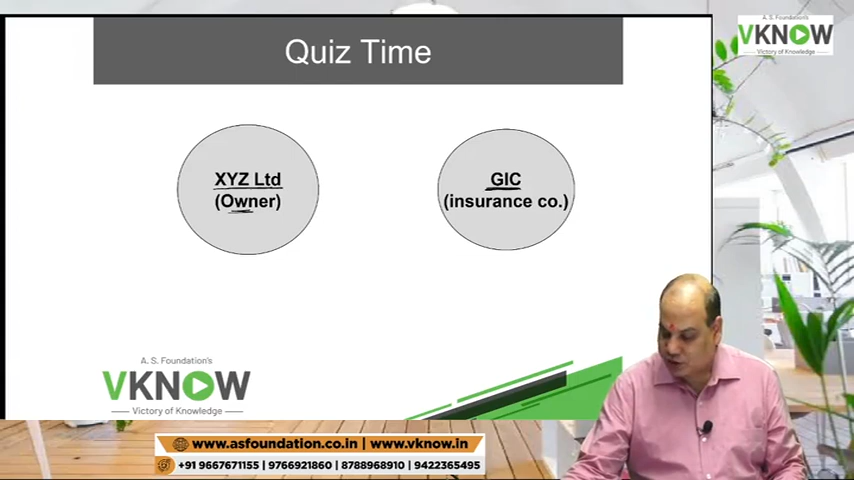 Quiz Time
A. S. Foundation's
VKNOW
Victory of Knowledge
XYZ Ltd
(Owner)
GIC
(insurance co.)
A. S. Foundation's
VKNOW
Victory of Knowledge
www.asfoundation.co.in | www.vknow.in
+91 9667671155 | 9766921860 | 8788968910 | 9422365495